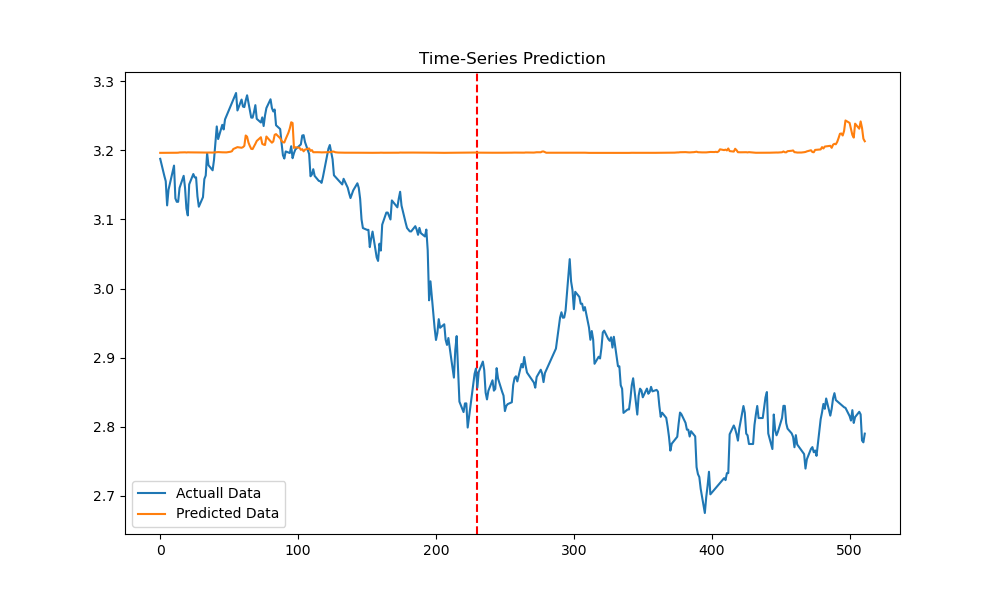 Time-Series Prediction
3.3
3.2
3.1
3.0
2.9
2.8
2.7
Actuall Data
Predicted Data
0 100 200 300 400 500